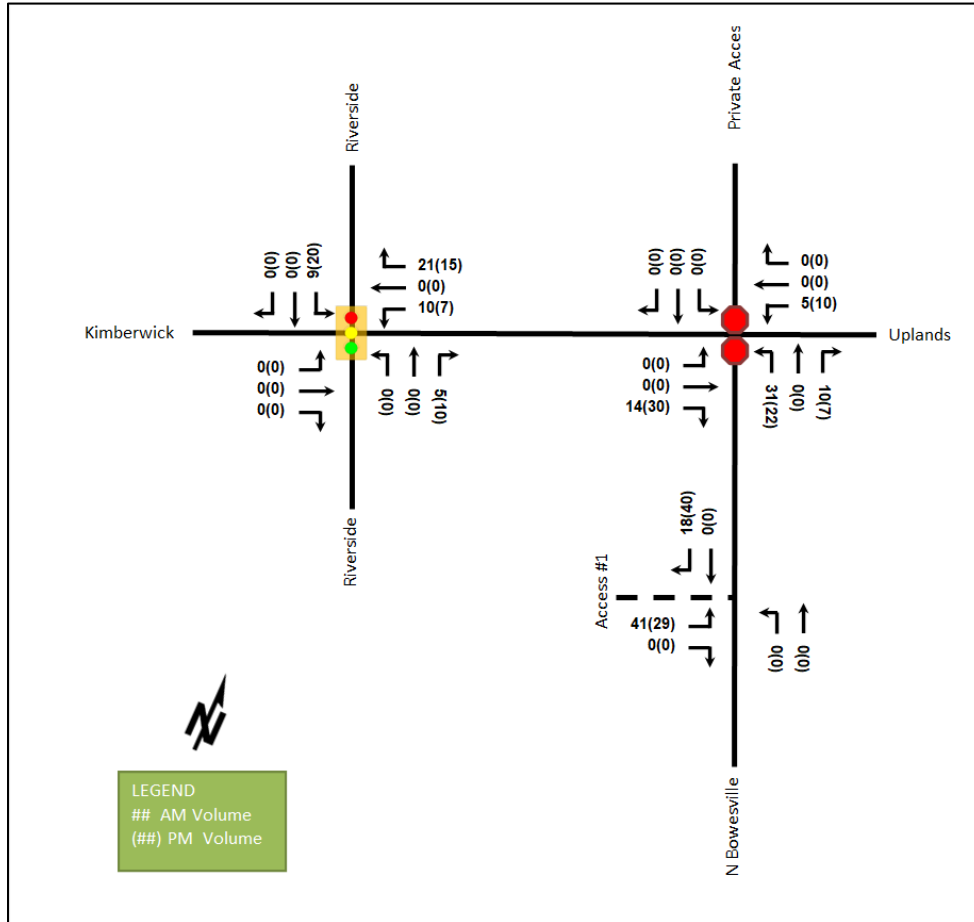 Riverside
Private Acces
0(0)
0(0)
9(20)
21(15)
0(0)
10(7)
0(0)
0(0)
0(0)
0(0)
0(0)
5(10)
Kimberwick
Uplands
0(0)
0(0)
0(0)
0(0)
0(0)
5(10)
0(0)
0(0)
14(30)
31(22)
0(0)
10(7)
Riverside
18(40)
0(0)
Access #1
41(29)
0(0)
0(0)
0(0)
N
LEGEND
## AM Volume
(##) PM Volume
N Bowesville